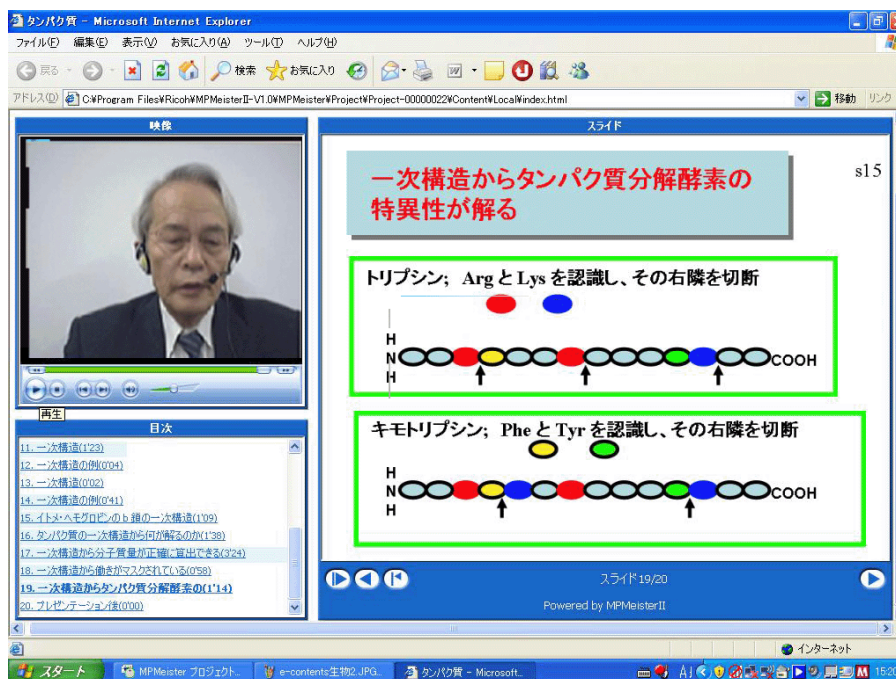 タンパク質 - Microsoft Internet Explorer
ファイル(F) 編集(E) 表示(V) お気に入り(A) ツール(T) ヘルプ(H)
戻る 検索 お気に入り
アドレス(D) C:¥Program Files¥Ricoh¥MPMeisterII-V1.0¥MPMeister¥Project¥Project-00000022¥Content¥Local¥index.html 移動 リンク
映像
再生
目次
11. 一次構造(1'23)
12. 一次構造の例(0'04)
13. 一次構造(0'02)
14. 一次構造の例(0'41)
15. イトメ・ヘモグロビンのb鎖の一次構造(1'09)
16. タンパク質の一次構造から何が解るのか(1'38)
17. 一次構造から分子質量が正確に算出できる(3'24)
18. 一次構造から働きがマスクされている(0'58)
19. 一次構造からタンパク質分解酵素の(1'14)
20. プレゼンテーション後(0'00)
スライド
s15
一次構造からタンパク質分解酵素の
特異性が解る
トリプシン; Arg と Lys を認識し、その右隣を切断
H
N
H
COOH
キモトリプシン; Phe と Tyr を認識し、その右隣を切断
H
N
H
COOH
スライド 19/20
Powered by MPMeisterII
インターネット
スタート
MPMeister プロジェクト...
e-contents生物2.JPG...
タンパク質 - Microsoft...